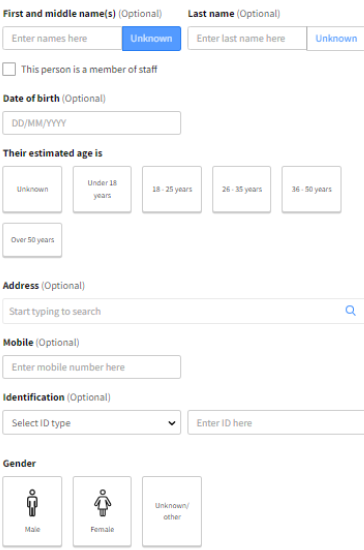 First and middle name(s) (Optional) Last name (Optional)
Enter names here Unknown Enter last name here Unknown
This person is a member of staff
Date of birth (Optional)
DD/MM/YYYY
Their estimated age is
Unknown
Under 18
years
18 - 25 years
26 - 35 years
36 - 50 years
Over 50 years
Address (Optional)
Start typing to search
Mobile (Optional)
Enter mobile number here
Identification (Optional)
Select ID type Enter ID here
Gender
Male
Female
Unknown/
other